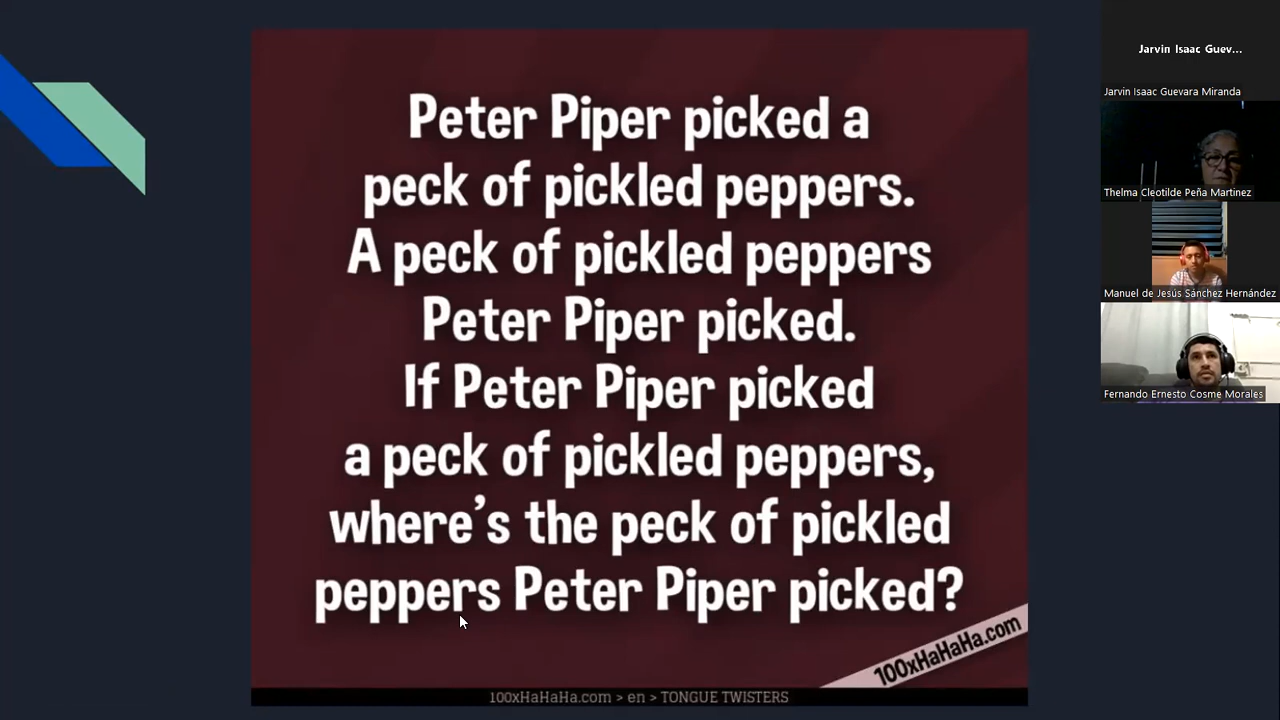 Peter Piper picked a
peck of pickled peppers.
A peck of pickled peppers
Peter Piper picked.
If Peter Piper picked
a peck of pickled peppers,
where's the peck of pickled
peppers Peter Piper picked?
100xHaHaHa.com
100xHaHaHa.com > en > TONGUE TWISTERS
Jarvin Isaac Guev...
Jarvin Isaac Guevara Miranda
Thelma Cleotilde Peña Martinez
Manuel de Jesús Sánchez Hernández
Fernando Ernesto Cosme Morales